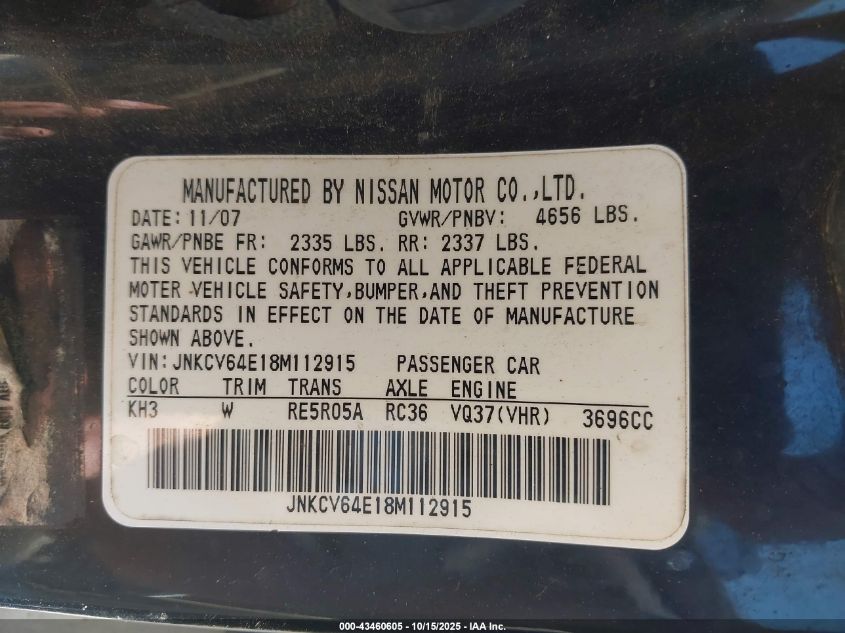 MANUFACTURED BY NISSAN MOTOR CO.,LTD.
DATE: 11/07 GVWR/PNBV: 4656 LBS.
GAWR/PNBE FR: 2335 LBS. RR: 2337 LBS.
THIS VEHICLE CONFORMS TO ALL APPLICABLE FEDERAL
MOTER VEHICLE SAFETY,BUMPER,AND THEFT PREVENTION
STANDARDS IN EFFECT ON THE DATE OF MANUFACTURE
SHOWN ABOVE.
VIN: JNKCV64E18M112915 PASSENGER CAR
COLOR TRIM TRANS AXLE ENGINE
KH3 W RE5R05A RC36 VQ37(VHR) 3696CC
JNKCV64E18M112915
000-43460605 - 10/15/2025 - IAA Inc.